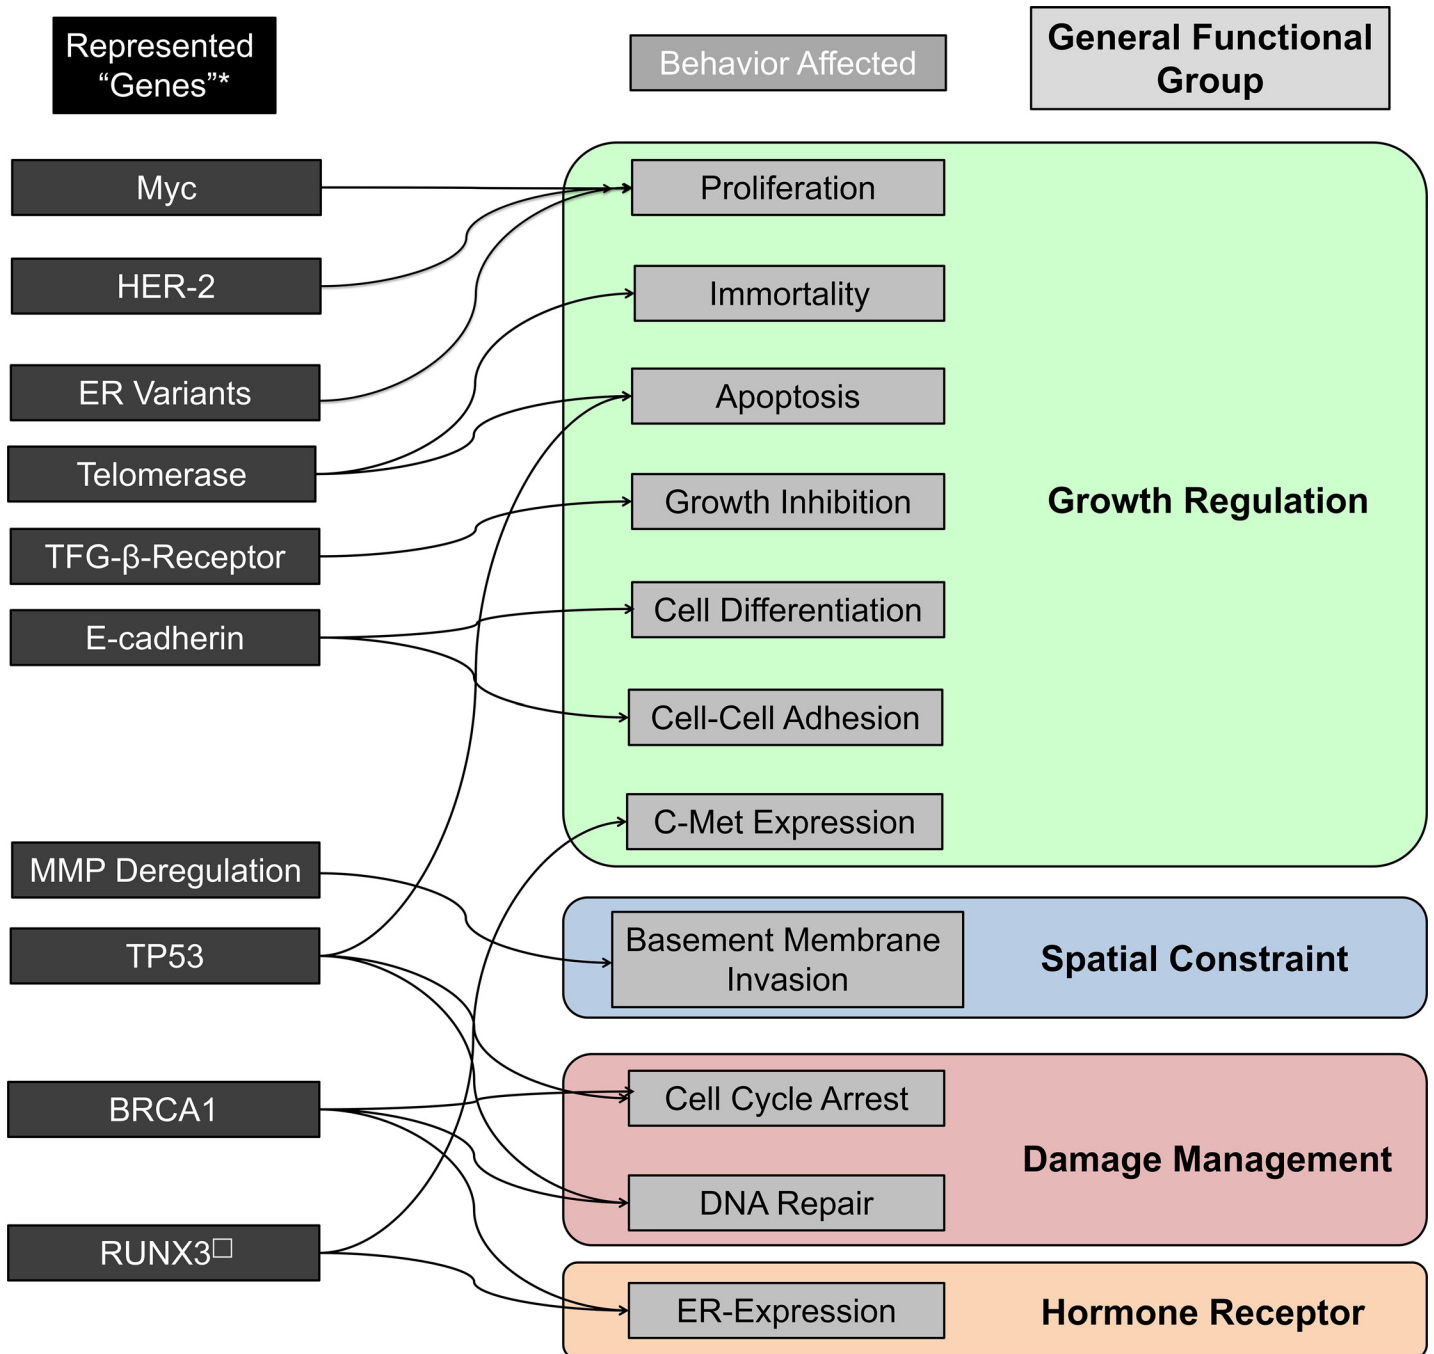 Represented
“Genes”*
Behavior Affected
General Functional
Group
Myc
HER-2
ER Variants
Telomerase
TFG-β-Receptor
E-cadherin
MMP Deregulation
TP53
BRCA1
RUNX3□
Proliferation
Immortality
Apoptosis
Growth Inhibition
Cell Differentiation
Cell-Cell Adhesion
C-Met Expression
Growth Regulation
Basement Membrane
Invasion
Spatial Constraint
Cell Cycle Arrest
DNA Repair
Damage Management
ER-Expression
Hormone Receptor